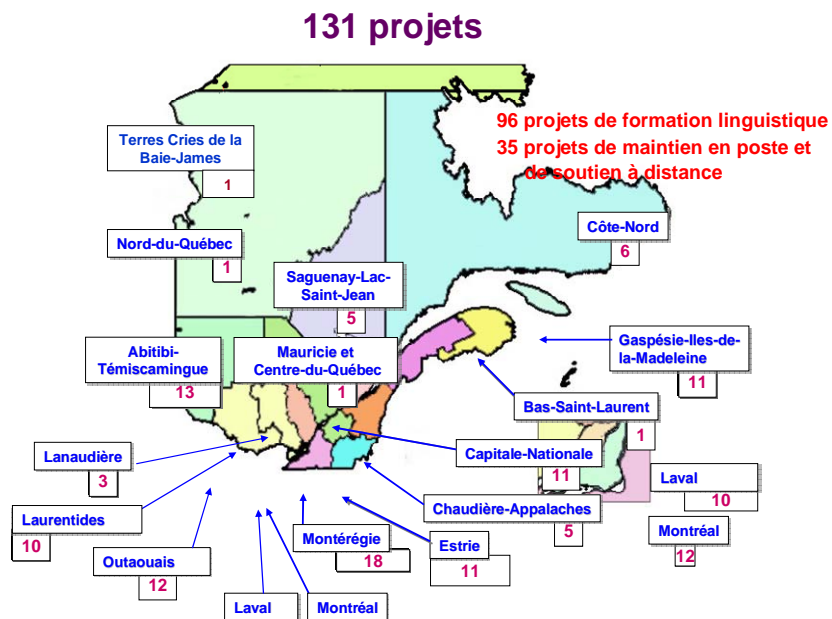 131 projets
96 projets de formation linguistique
35 projets de maintien en poste et
de soutien à distance
Terres Cries de la
Baie-James
1
Côte-Nord
6
Nord-du-Québec
1
Saguenay-Lac-
Saint-Jean
5
Gaspésie-Iles-de-
la-Madeleine
11
Abitibi-
Témiscamingue
13
Mauricie et
Centre-du-Québec
1
Bas-Saint-Laurent
1
Lanaudière
3
Capitale-Nationale
11
Laval
10
Laurentides
10
Chaudière-Appalaches
5
Montréal
12
Outaouais
12
Montérégie
18
Estrie
11
Laval
Montréal